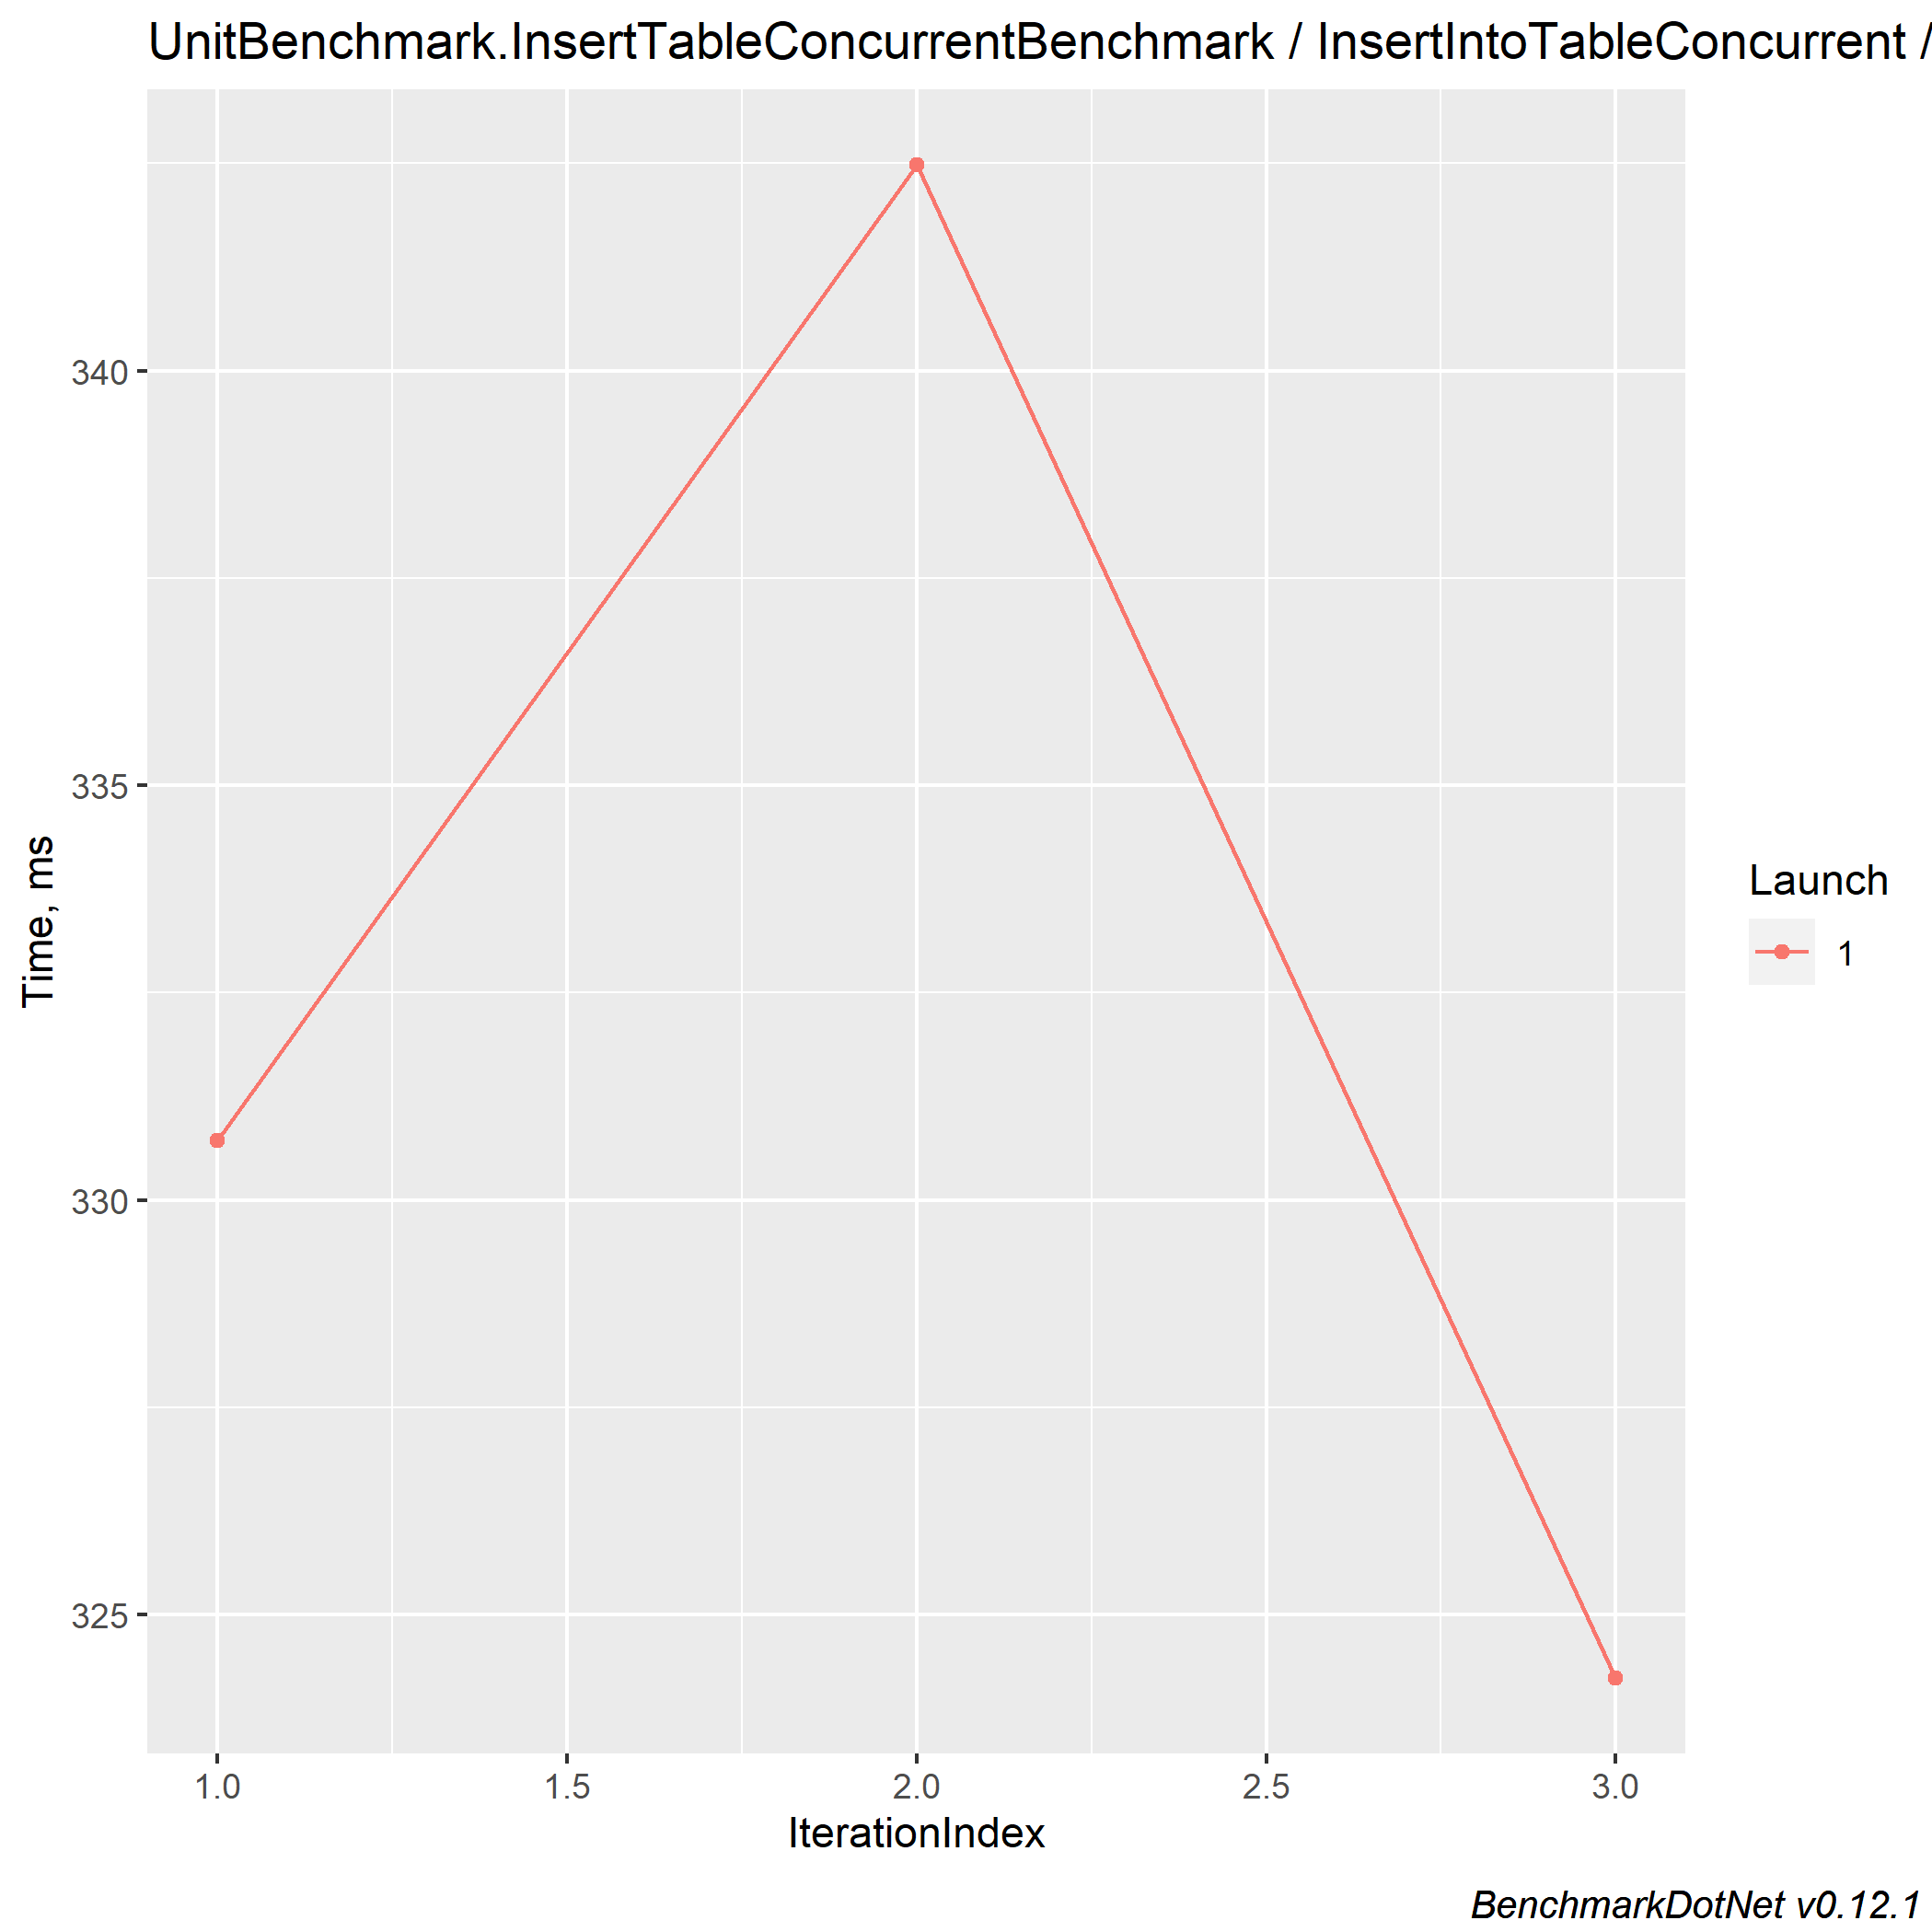 UnitBenchmark.InsertTableConcurrentBenchmark / InsertIntoTableConcurrent /
340
335
330
325
Time, ms
1.0 1.5 2.0 2.5 3.0
IterationIndex
Launch
1
BenchmarkDotNet v0.12.1